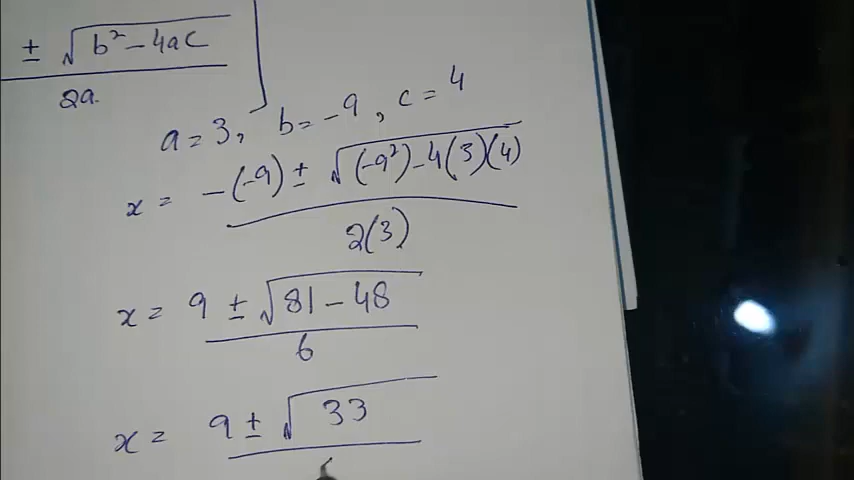 ± √b² - 4ac
2a
a = 3, b = -9, c = 4
x = -(-9) ± √(-9²) - 4(3)(4)
2(3)
x = 9 ± √81 - 48
6
x = 9 ± √33